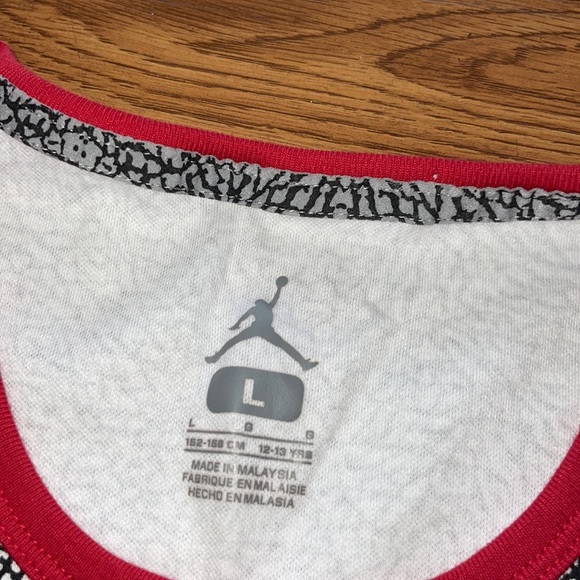 L
L G G
152-158 CM 12-13 YRS
MADE IN MALAYSIA
FABRIQUE EN MALAISIE
HECHO EN MALASIA